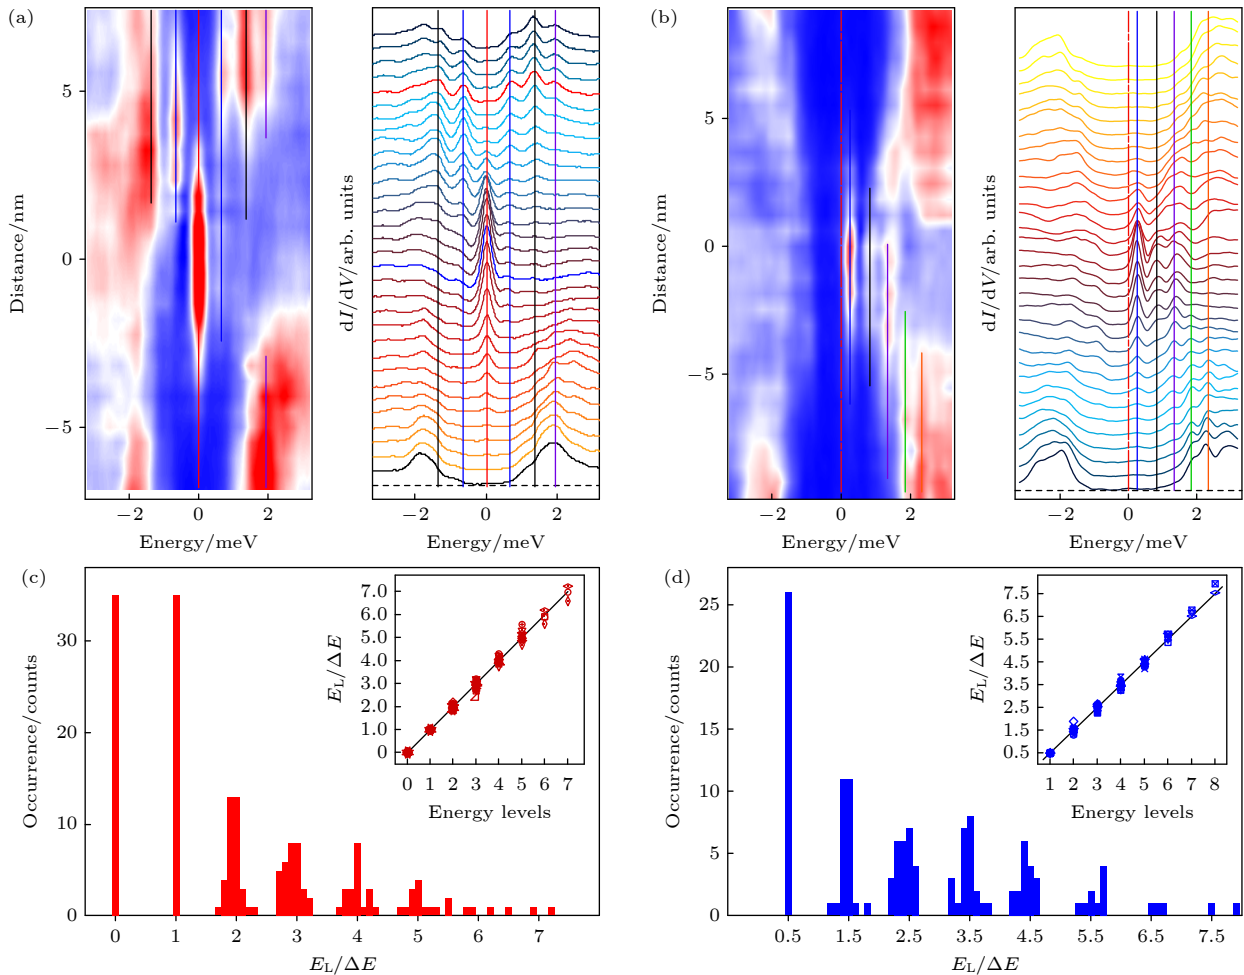 (a)
5
0
−5
Distance/nm
−2
0
2
Energy/meV
dI/dV/arb. units
−2
0
2
Energy/meV
(b)
5
0
−5
Distance/nm
−2
0
2
Energy/meV
dI/dV/arb. units
−2
0
2
Energy/meV
(c)
30
20
10
0
Occurrence/counts
0
1
2
3
4
5
6
7
E_L/ΔE
7.0
6.0
5.0
4.0
3.0
2.0
1.0
0
E_L/ΔE
0 1 2 3 4 5 6 7
Energy levels
(d)
25
20
15
10
5
0
Occurrence/counts
0.5
1.5
2.5
3.5
4.5
5.5
6.5
7.5
E_L/ΔE
7.5
6.5
5.5
4.5
3.5
2.5
1.5
0.5
E_L/ΔE
1 2 3 4 5 6 7 8
Energy levels